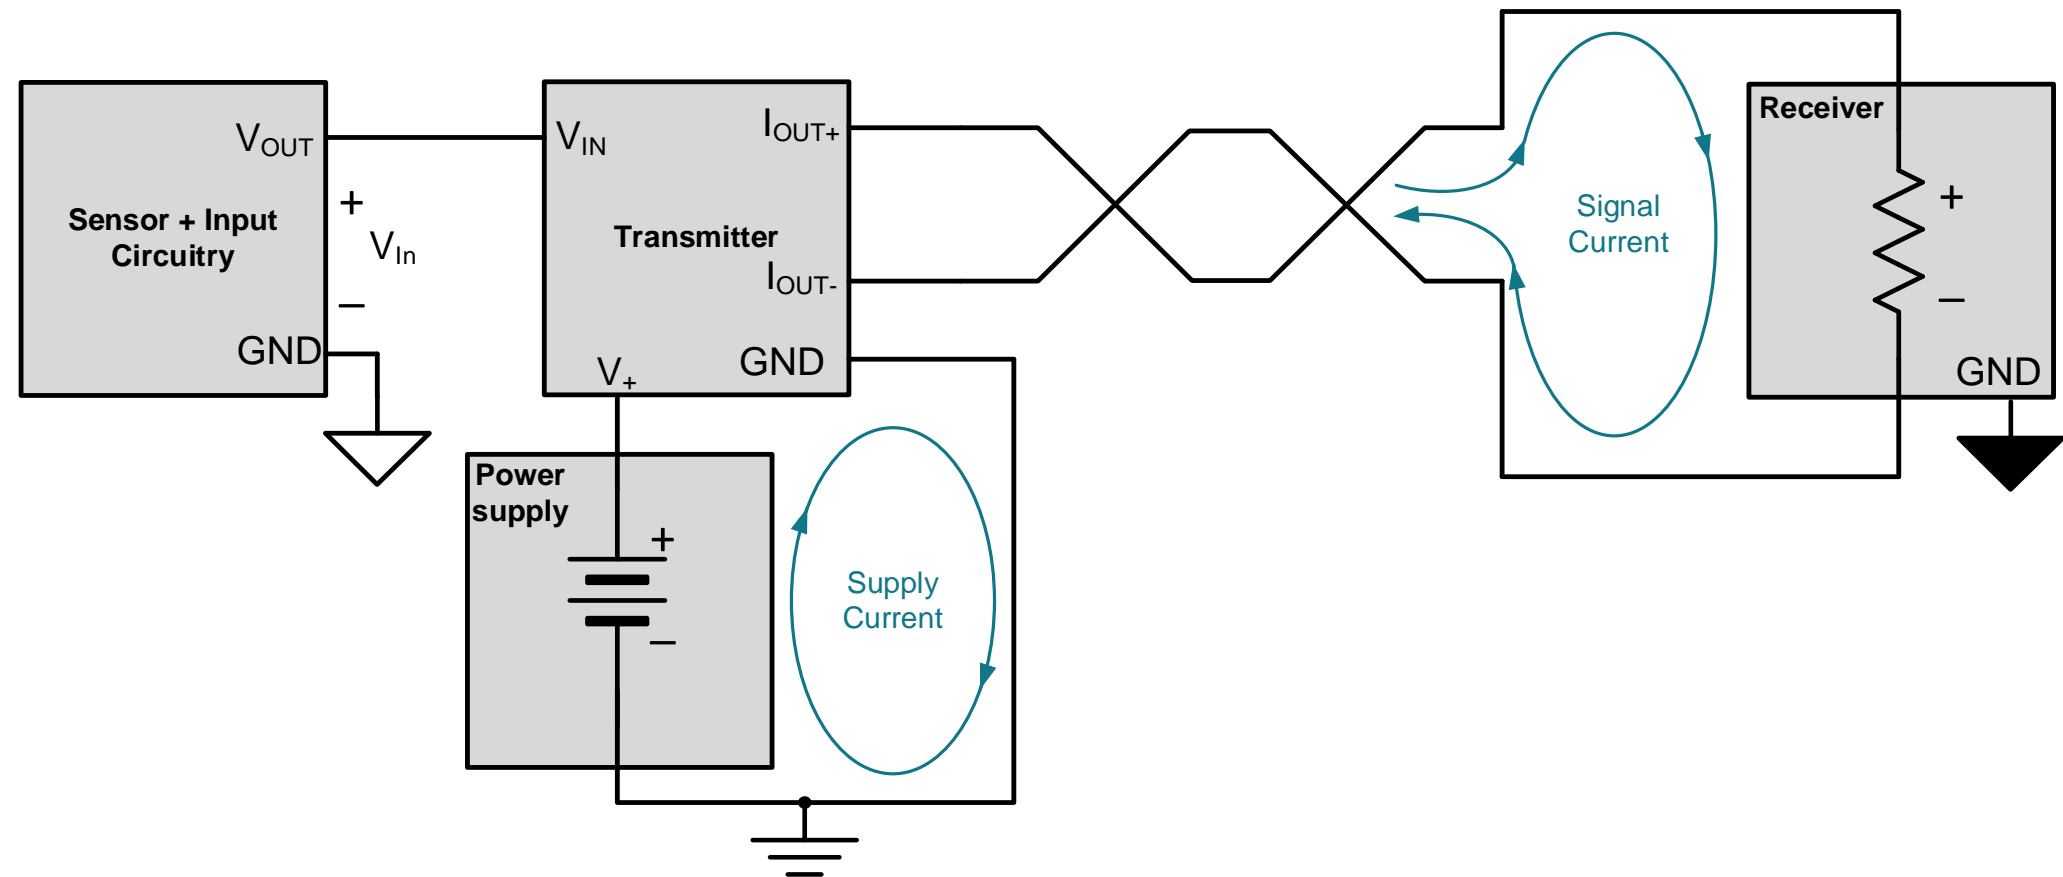 Sensor + Input
Circuitry
VOUT
GND
+
VIn
–
VIN
IOUT+
Transmitter
IOUT-
V+
GND
Power
supply
+
–
Supply
Current
Signal
Current
Receiver
+
–
GND